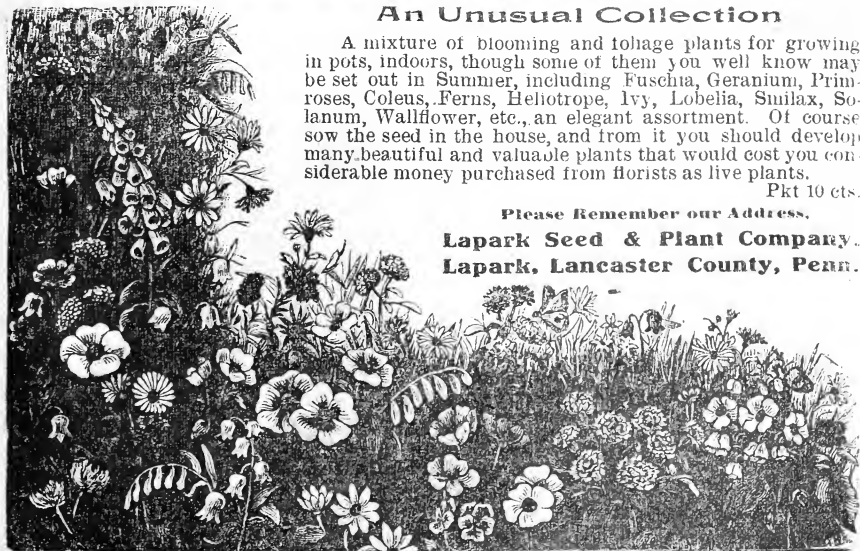 An Unusual Collection
A mixture of blooming and foliage plants for growing
in pots, indoors, though some of them you well know may
be set out in Summer, including Fuschia, Geranium, Prim-
roses, Coleus, Ferns, Heliotrope, Ivy, Lobelia, Smilax, So-
lanum, Wallflower, etc., an elegant assortment. Of course
sow the seed in the house, and from it you should develop
many beautiful and valuable plants that would cost you con-
siderable money purchased from florists as live plants.
Pkt 10 cts.
Please Remember our Address,
Lapark Seed & Plant Company.
Lapark, Lancaster County, Penn.